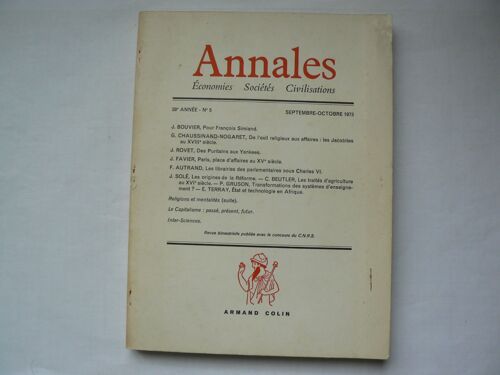 Annales
Économies Sociétés Civilisations
28e ANNÉE - N° 5 SEPTEMBRE-OCTOBRE 1973
J. BOUVIER, Pour François Simiand.
G. CHAUSSINAND-NOGARET, De l'exil religieux aux affaires : les Jacobites
au XVIIIe siècle.
J. ROVET, Des Puritains aux Yankees.
J. FAVIER, Paris, place d'affaires au XVe siècle.
F. AUTRAND, Les librairies des parlementaires sous Charles VI.
J. SOLÉ, Les origines de la Réforme. — C. BEUTLER, Les traités d'agriculture
au XVIe siècle. — P. GRUSON, Transformations des systèmes d'enseigne-
ment ? — E. TERRAY, État et technologie en Afrique.
Religions et mentalités (suite).
Le Capitalisme : passé, présent, futur.
Inter-Sciences.
Revue bimestrielle publiée avec le concours du C.N.R.S.
ARMAND COLIN